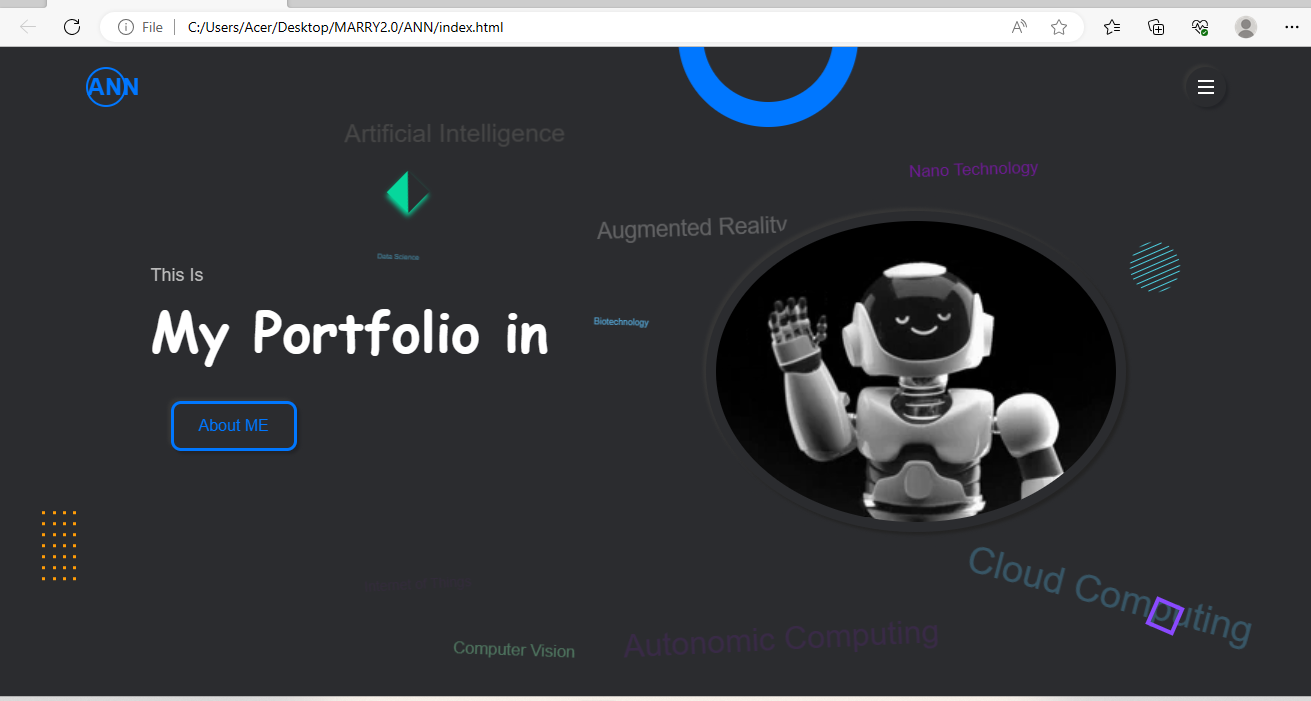 File
C:/Users/Acer/Desktop/MARRY2.0/ANN/index.html
ANN
Artificial Intelligence
Nano Technology
Augmented Reality
Data Science
This Is
Biotechnology
My Portfolio in
About ME
Cloud Computing
Autonomic Computing
Computer Vision